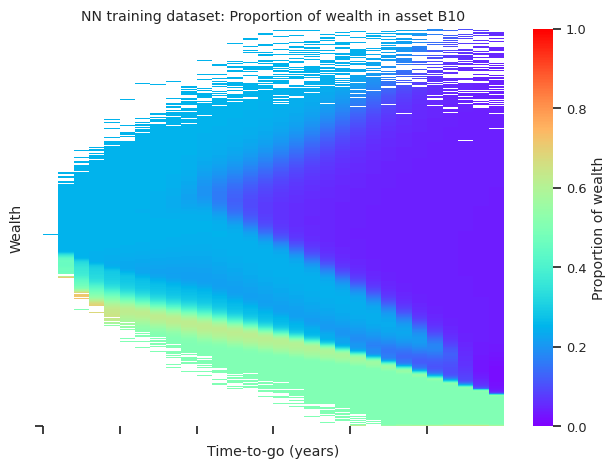 NN training dataset: Proportion of wealth in asset B10
Wealth
Time-to-go (years)
1.0
0.8
0.6
0.4
0.2
0.0
Proportion of wealth